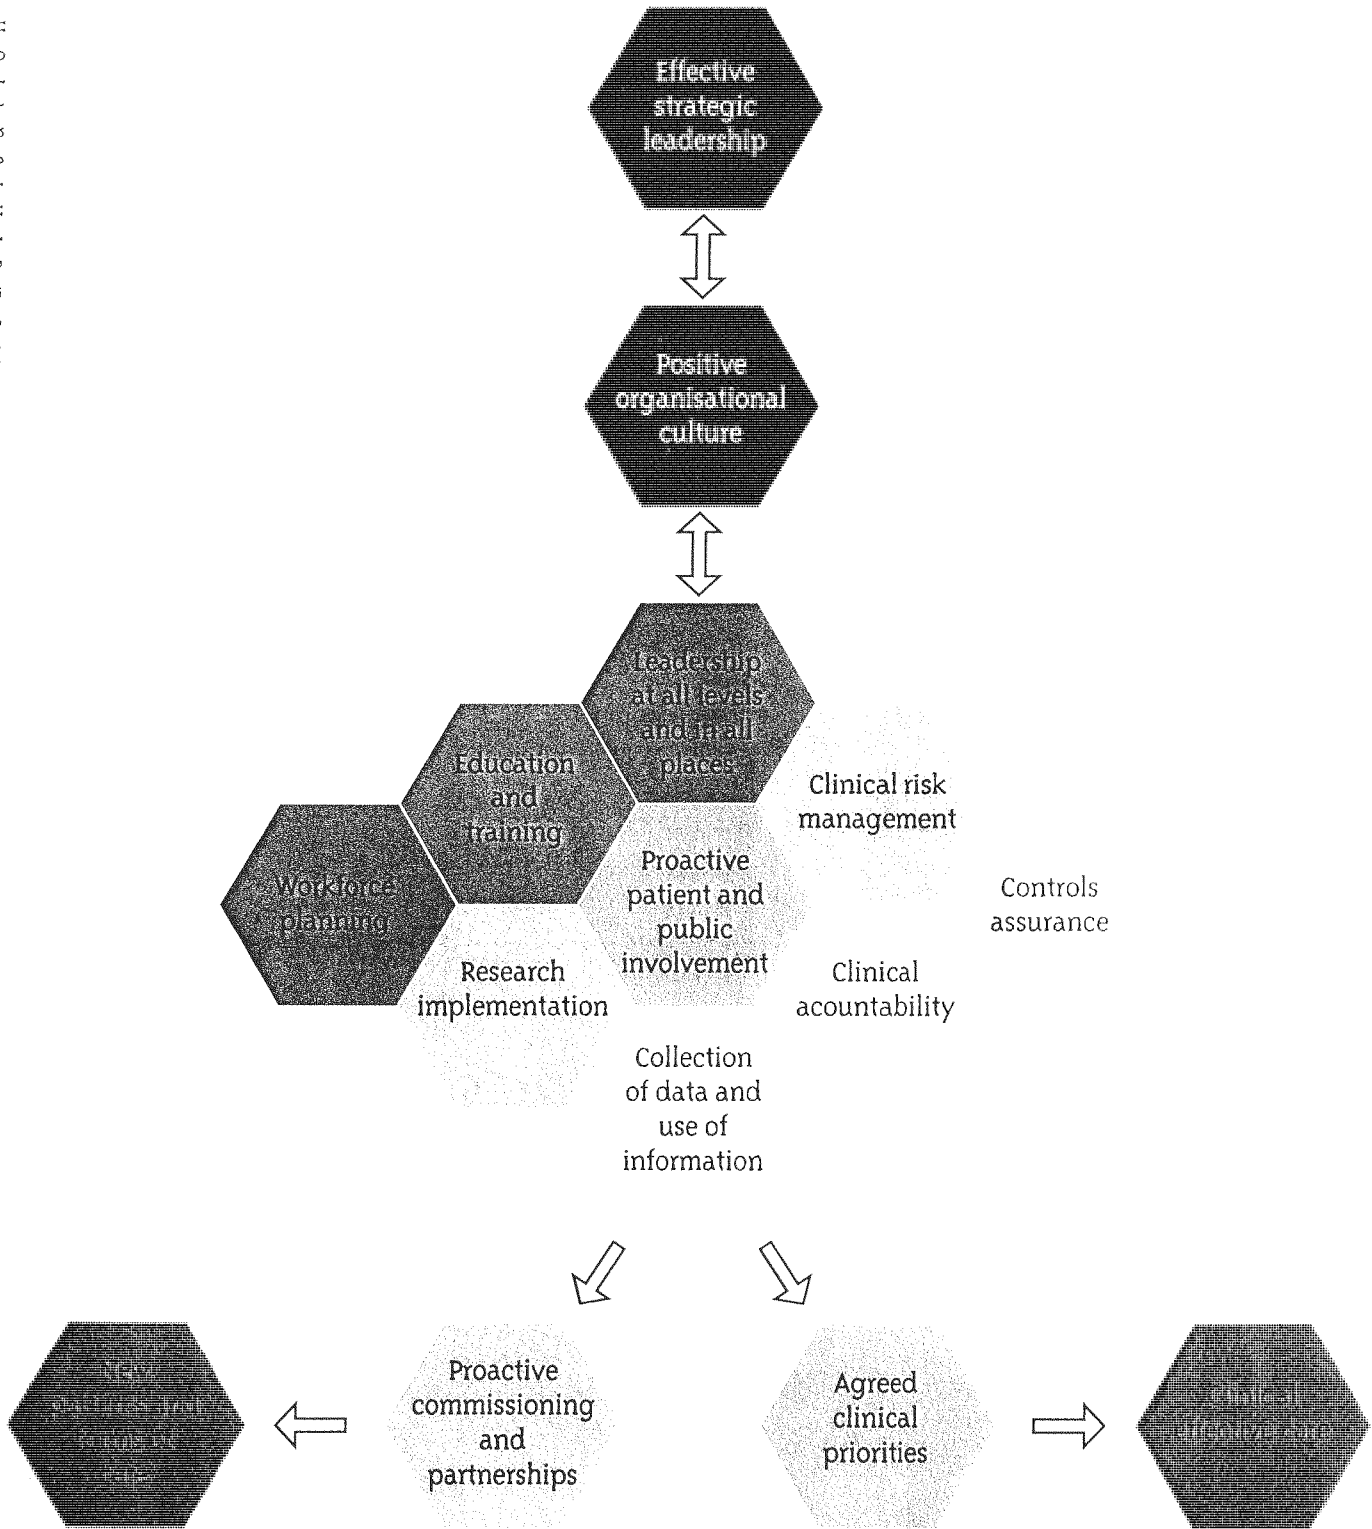 Effective
strategic
leadership
Positive
organisational
culture
Leadership
at all levels
and in all
places
Education
and
training
Clinical risk
management
Workforce
planning
Proactive
patient and
public
involvement
Controls
assurance
Research
implementation
Clinical
acountability
Collection
of data and
use of
information
Proactive
commissioning
and
partnerships
Agreed
clinical
priorities
effective care